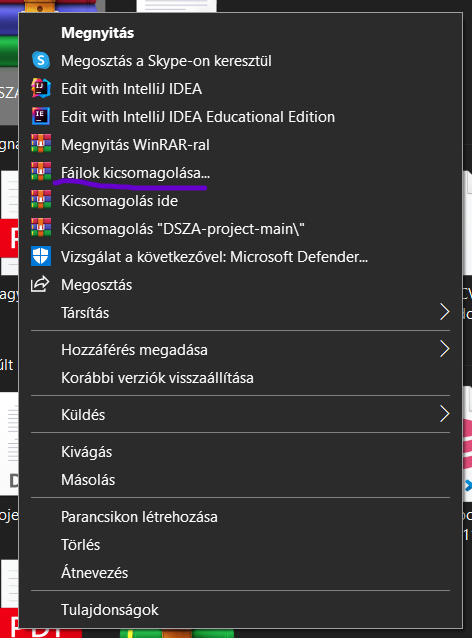 Megnyitás
Megosztás a Skype-on keresztül
Edit with IntelliJ IDEA
Edit with IntelliJ IDEA Educational Edition
Megnyitás WinRAR-ral
Fájlok kicsomagolása...
Kicsomagolás ide
Kicsomagolás "DSZA-project-main\"
Vizsgálat a következővel: Microsoft Defender...
Megosztás
Társítás
Hozzáférés megadása
Korábbi verziók visszaállítása
Küldés
Kivágás
Másolás
Parancsikon létrehozása
Törlés
Átnevezés
Tulajdonságok